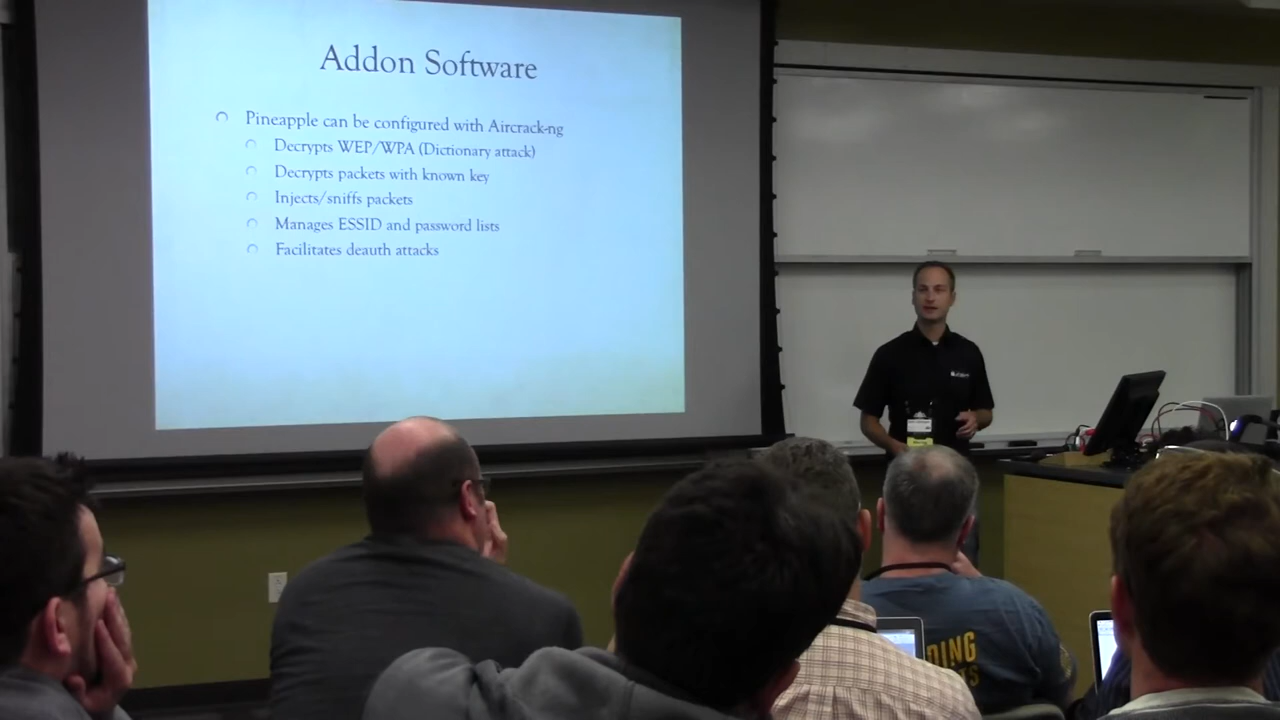 Addon Software
Pineapple can be configured with Aircrack-ng
Decrypts WEP/WPA (Dictionary attack)
Decrypts packets with known key
Injects/sniffs packets
Manages ESSID and password lists
Facilitates deauth attacks
DING